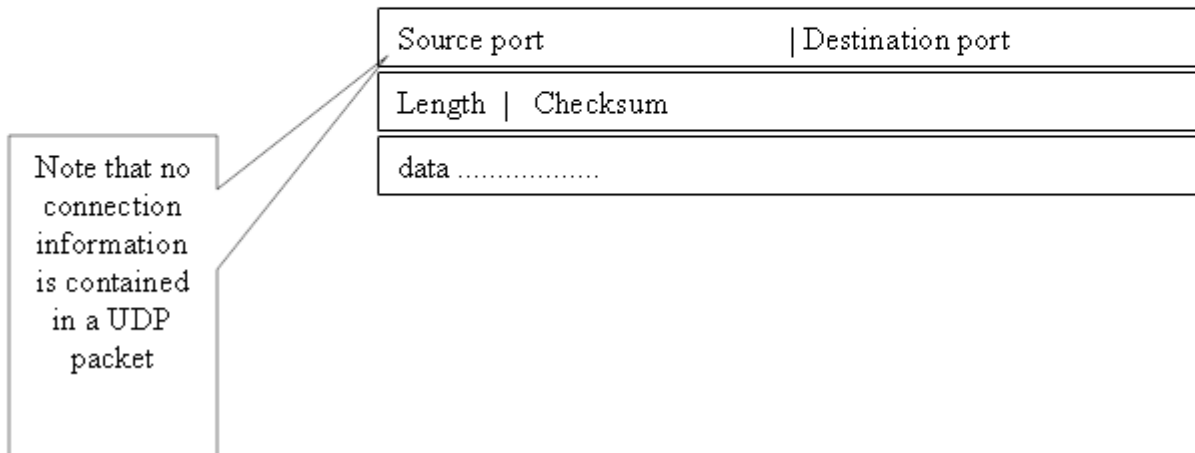 Source port | Destination port
Length | Checksum
data ..................
Note that no
connection
information
is contained
in a UDP
packet